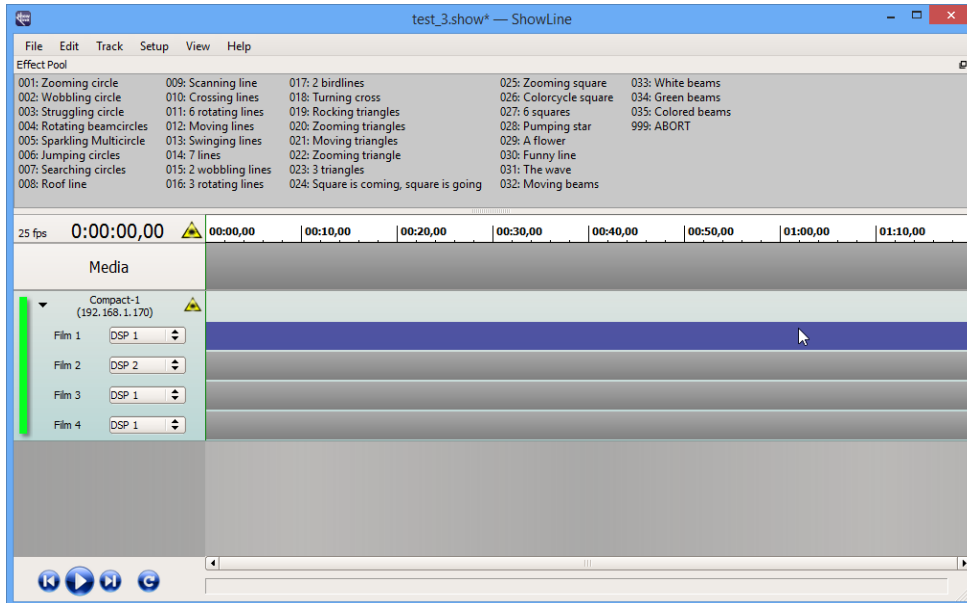 test_3.show* — ShowLine
File Edit Track Setup View Help
Effect Pool
001: Zooming circle
002: Wobbling circle
003: Struggling circle
004: Rotating beamcircles
005: Sparkling Multicircle
006: Jumping circles
007: Searching circles
008: Roof line
009: Scanning line
010: Crossing lines
011: 6 rotating lines
012: Moving lines
013: Swinging lines
014: 7 lines
015: 2 wobbling lines
016: 3 rotating lines
017: 2 birdlines
018: Turning cross
019: Rocking triangles
020: Zooming triangles
021: Moving triangles
022: Zooming triangle
023: 3 triangles
024: Square is coming, square is going
025: Zooming square
026: Colorcycle square
027: 6 squares
028: Pumping star
029: A flower
030: Funny line
031: The wave
032: Moving beams
033: White beams
034: Green beams
035: Colored beams
999: ABORT
25 fps 0:00:00,00 00:00,00 00:10,00 00:20,00 00:30,00 00:40,00 00:50,00 01:00,00 01:10,00
Media
Compact-1
(192.168.1.170)
Film 1 DSP 1
Film 2 DSP 2
Film 3 DSP 1
Film 4 DSP 1